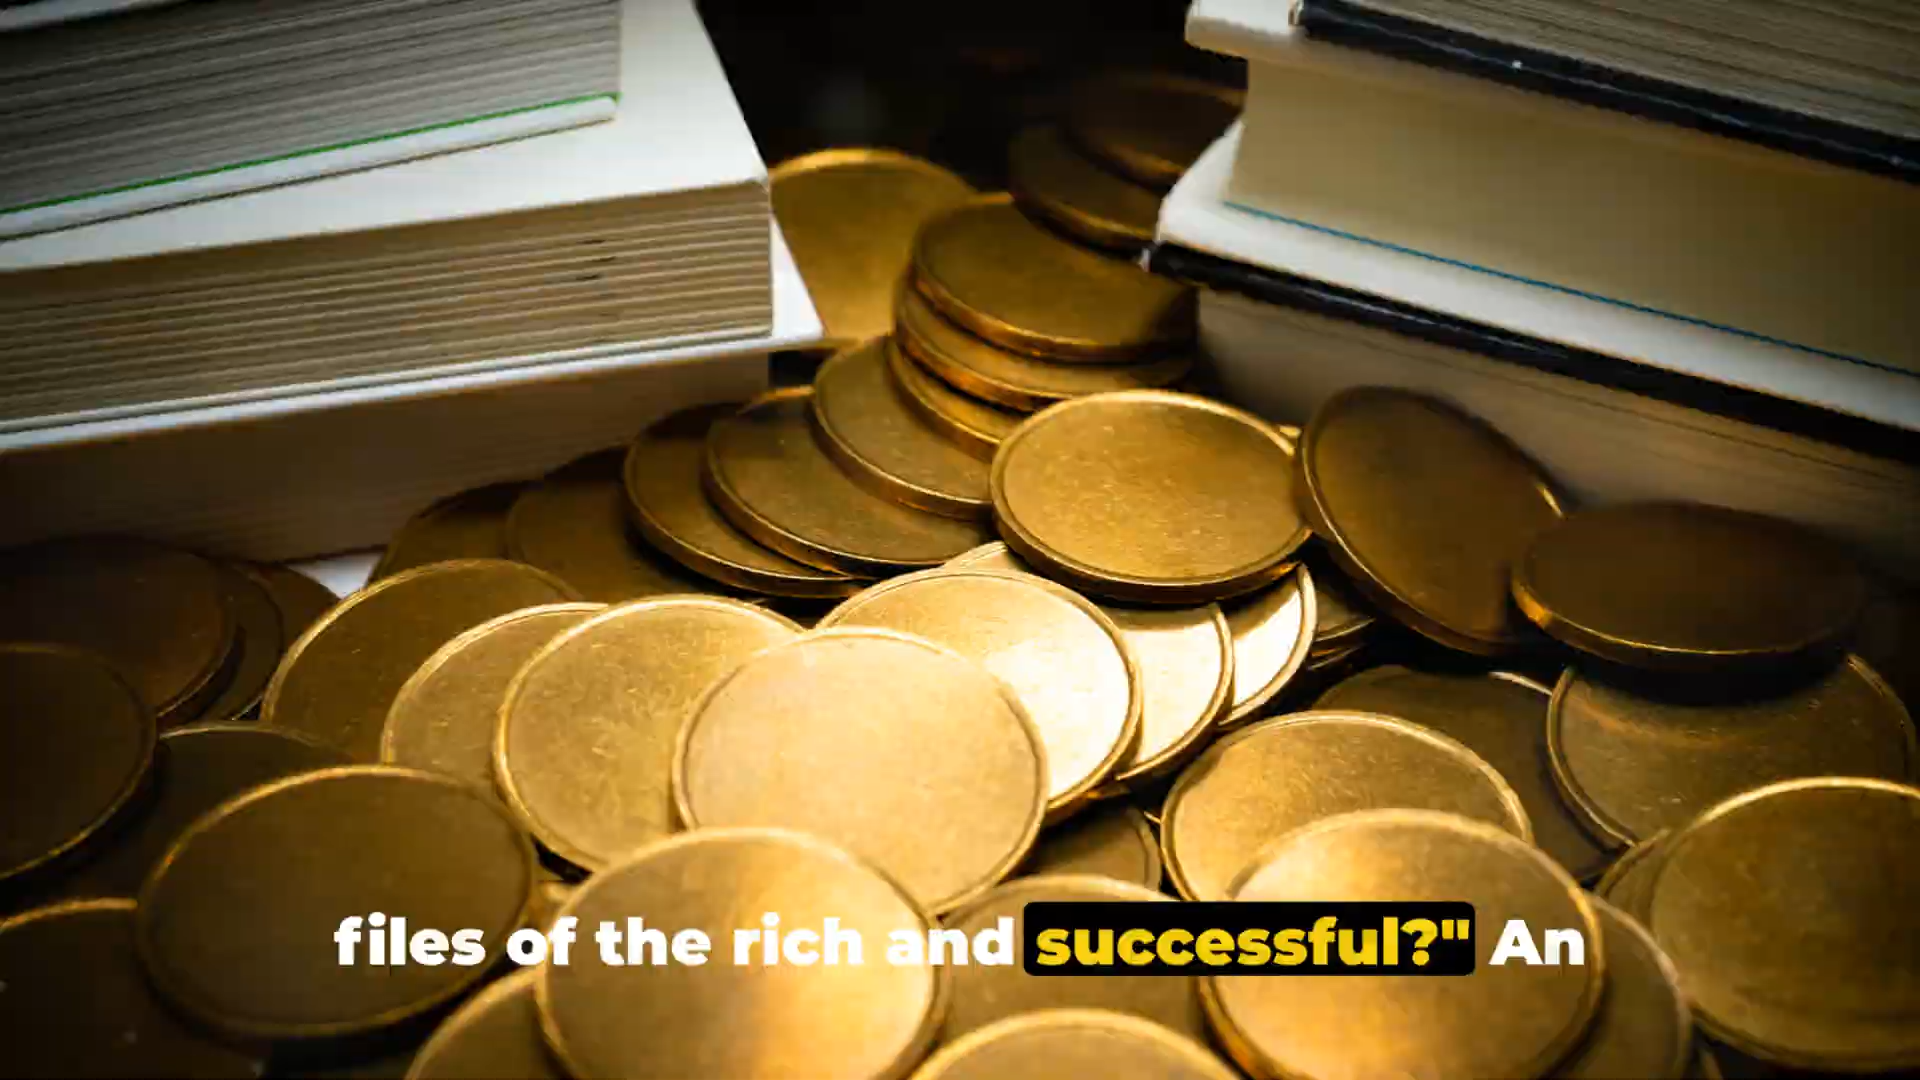 files of the rich and successful?" An